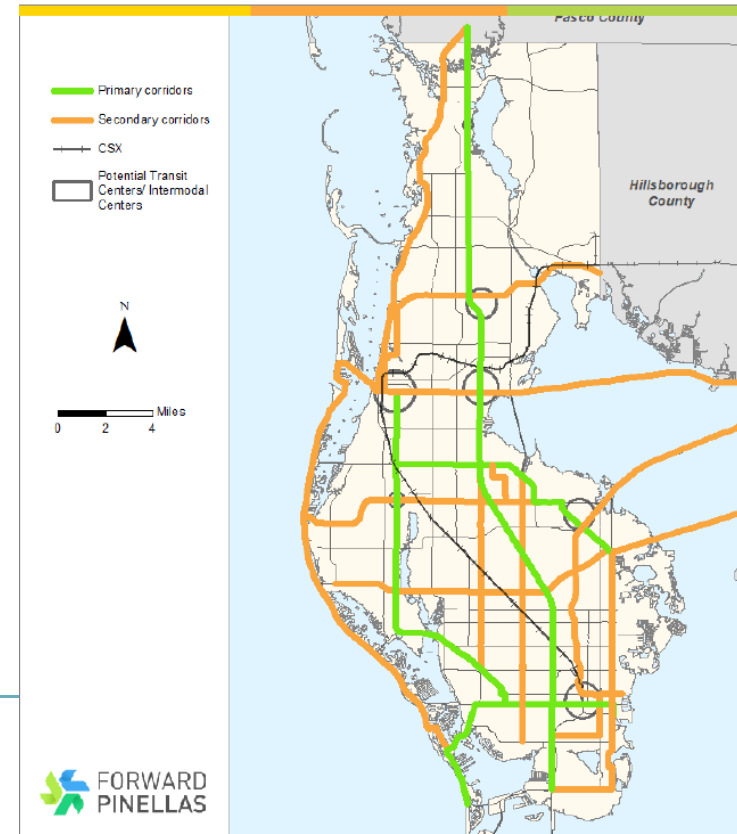 Pasco County
Primary corridors
Secondary corridors
CSX
Potential Transit
Centers/ Intermodal
Centers
Hillsborough
County
N
Miles
0 2 4
FORWARD
PINELLAS